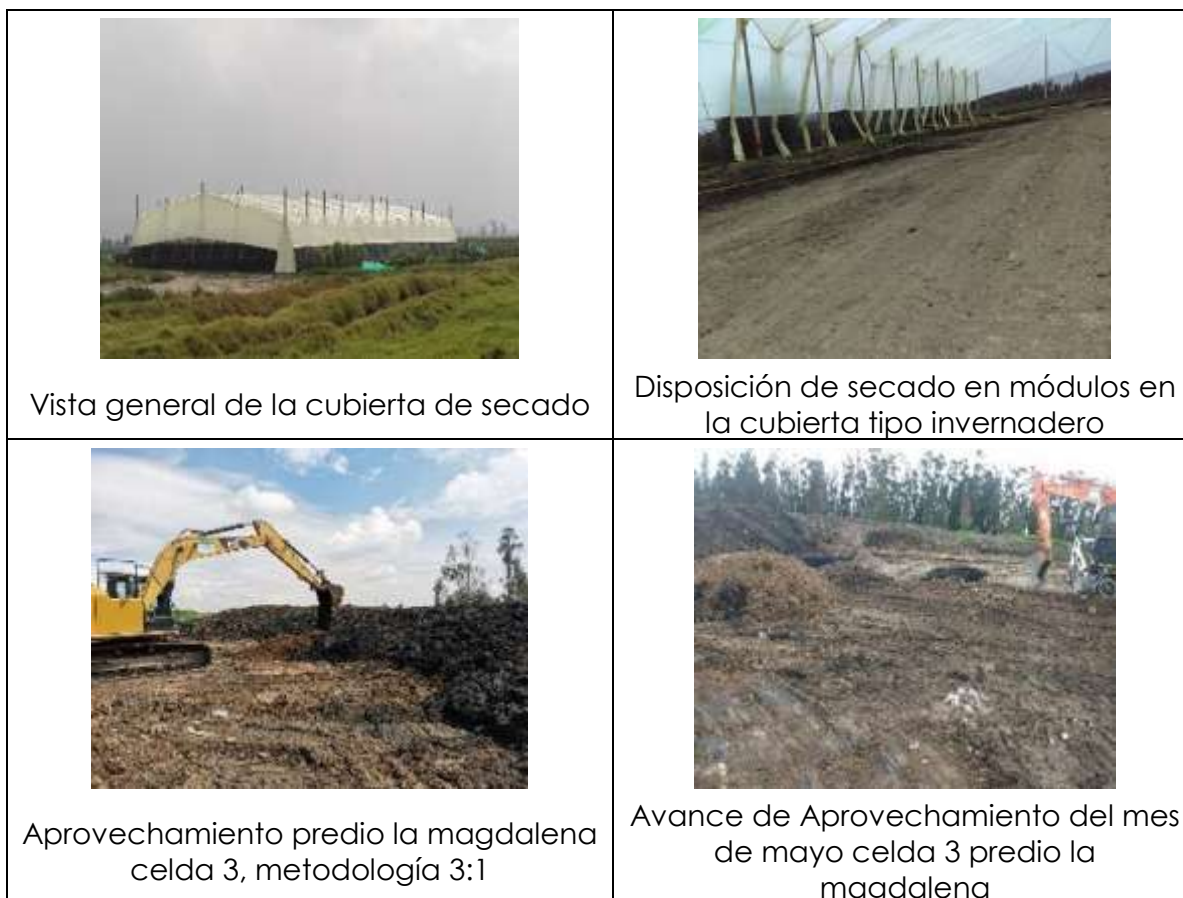 Vista general de la cubierta de secado
Disposición de secado en módulos en
la cubierta tipo invernadero
Aprovechamiento predio la magdalena
celda 3, metodología 3:1
Avance de Aprovechamiento del mes
de mayo celda 3 predio la
magdalena